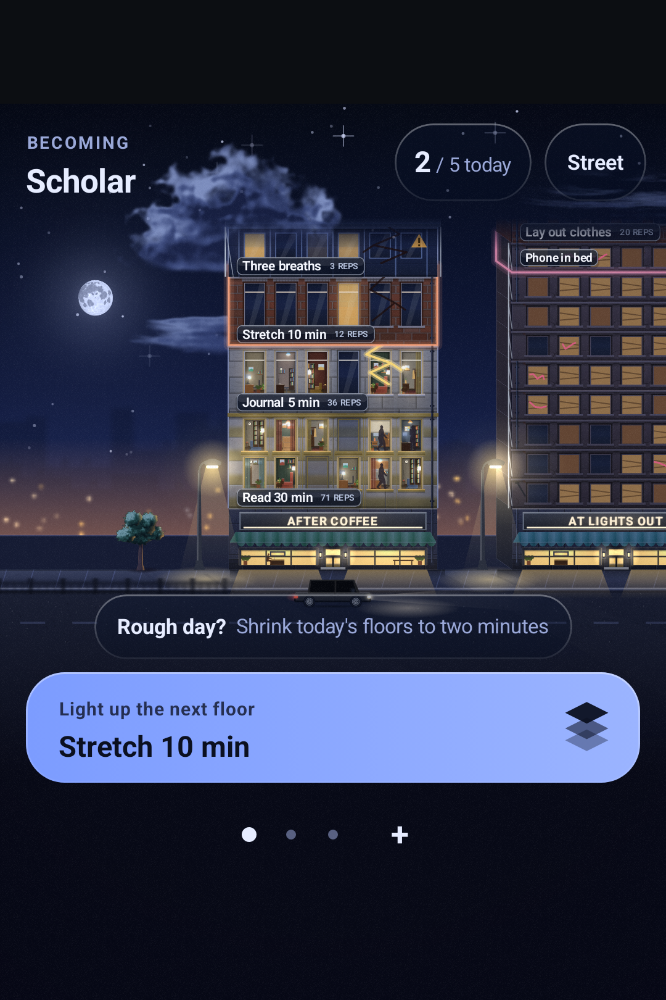 BECOMING
Scholar
2 / 5 today
Street
Three breaths 3 REPS
Stretch 10 min 12 REPS
Journal 5 min 36 REPS
Read 30 min 71 REPS
AFTER COFFEE
Lay out clothes 20 REPS
Phone in bed
AT LIGHTS OUT
Rough day? Shrink today's floors to two minutes
Light up the next floor
Stretch 10 min
+